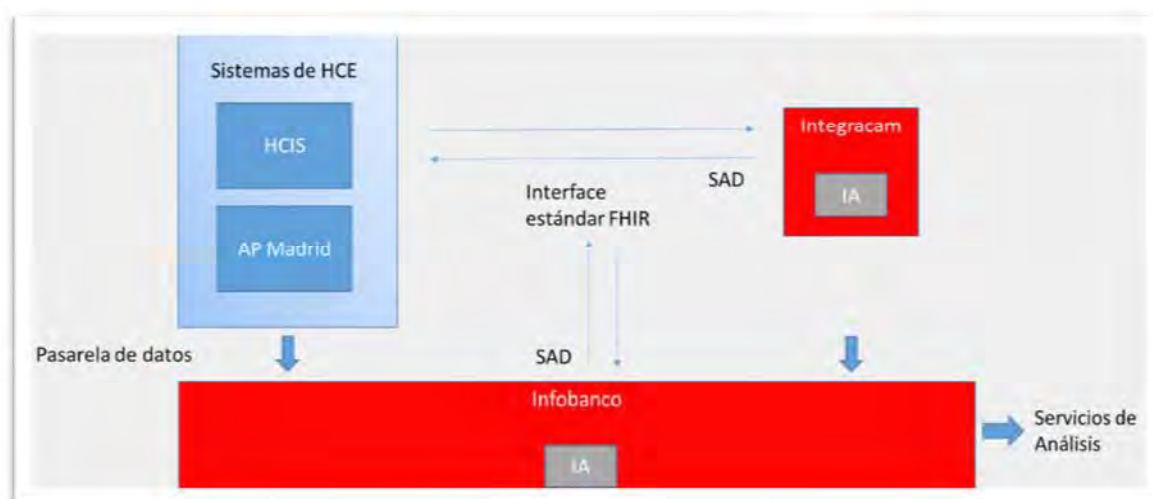 Sistemas de HCE
HCIS
AP Madrid
Integracam
IA
SAD
Interface
estándar FHIR
Pasarela de datos
SAD
Infobanco
IA
Servicios de
Análisis